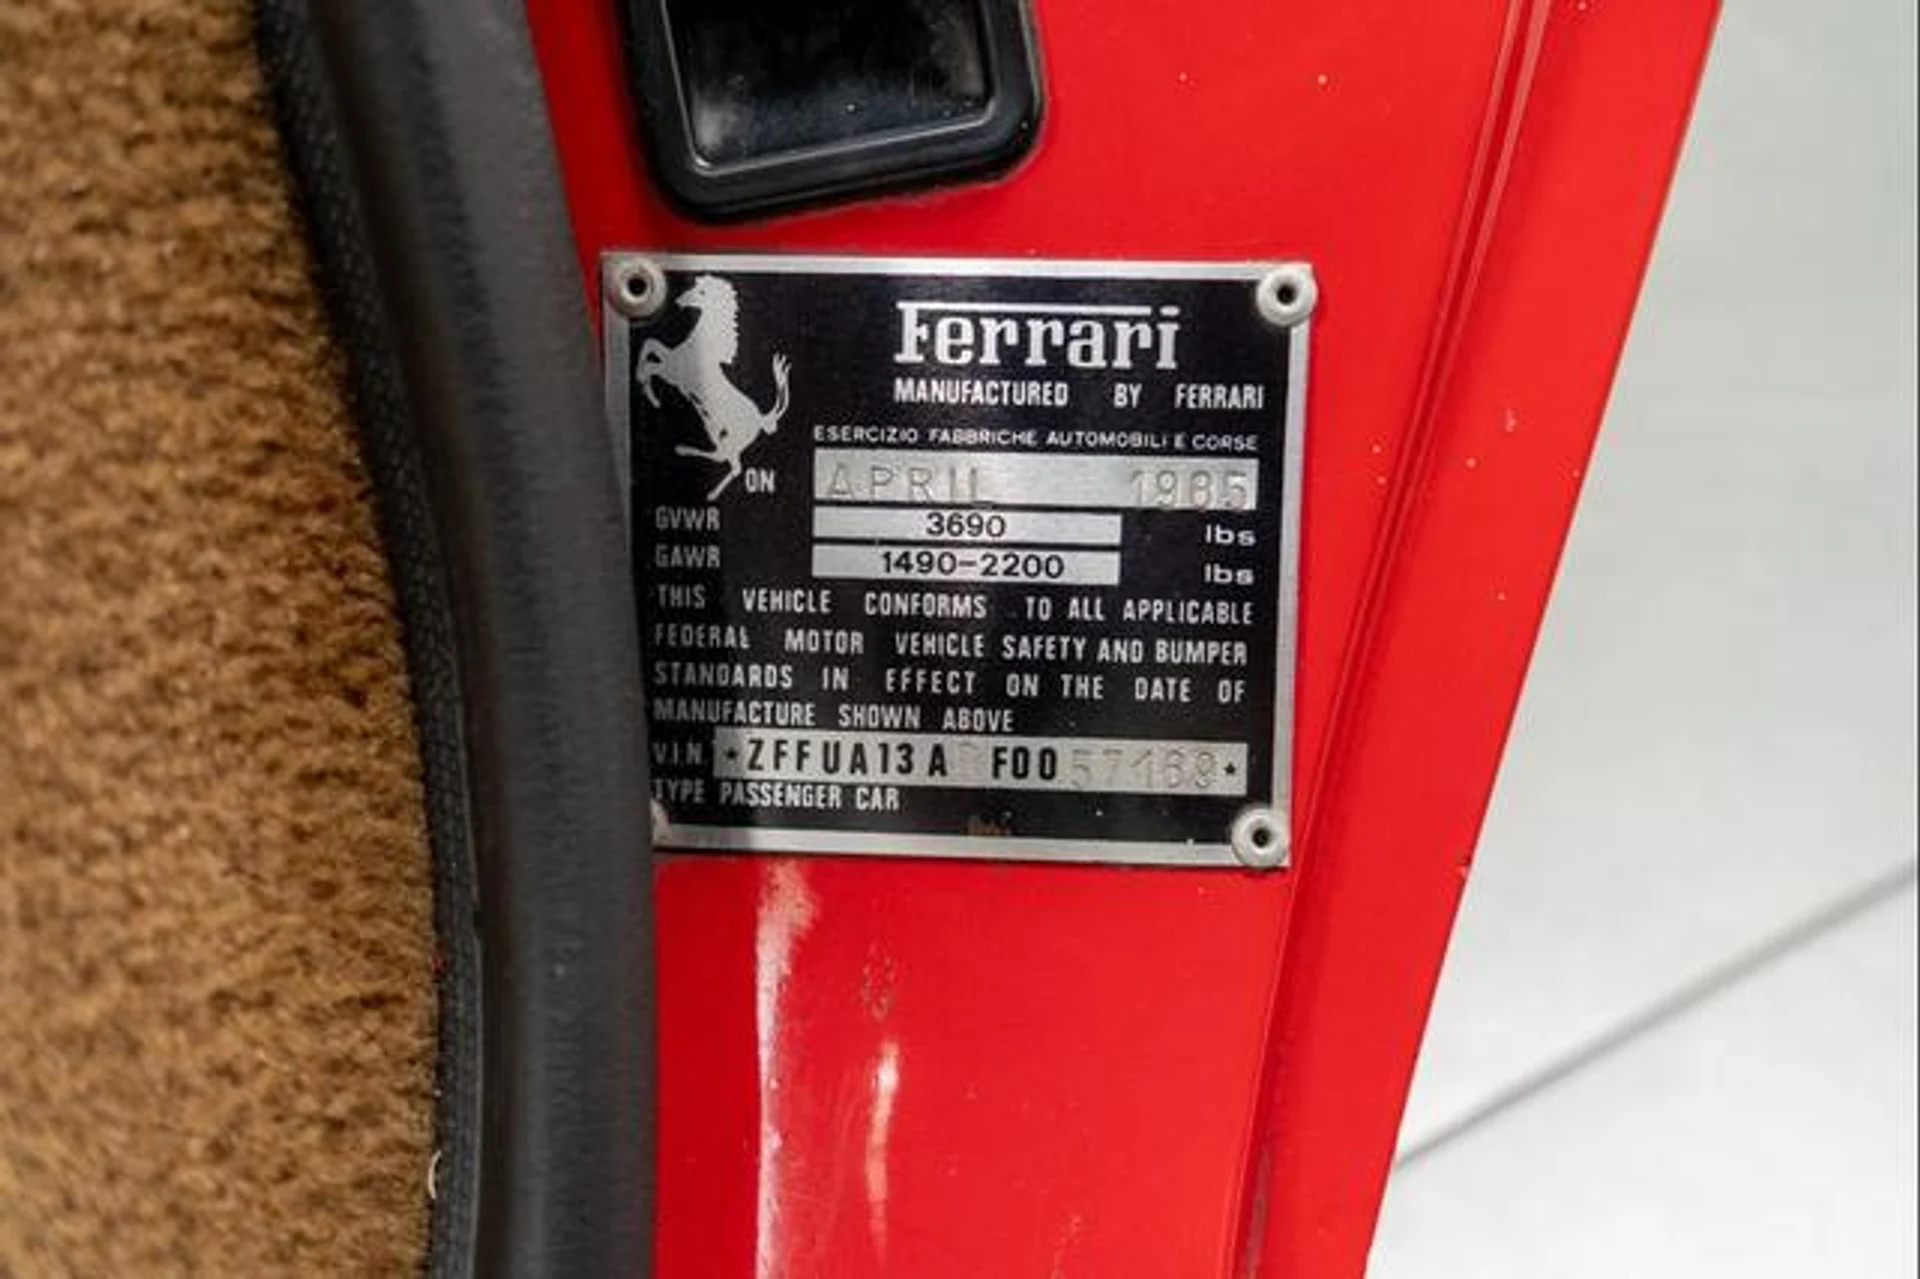 Ferrari
MANUFACTURED BY FERRARI
ESERCIZIO FABBRICHE AUTOMOBILI E CORSE
ON APRIL 1985
GVWR 3690 lbs
GAWR 1490-2200 lbs
THIS VEHICLE CONFORMS TO ALL APPLICABLE
FEDERAL MOTOR VEHICLE SAFETY AND BUMPER
STANDARDS IN EFFECT ON THE DATE OF
MANUFACTURE SHOWN ABOVE
V.I.N. *ZFFUA13A F00 57169*
TYPE PASSENGER CAR